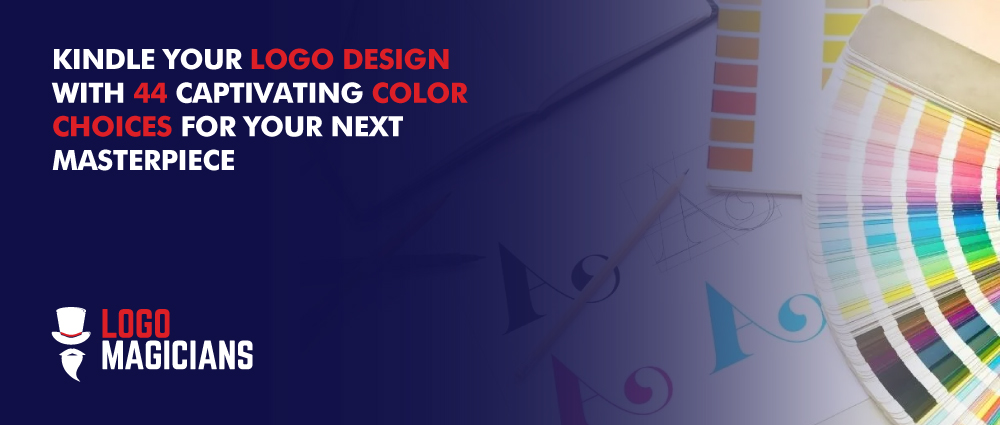 KINDLE YOUR LOGO DESIGN
WITH 44 CAPTIVATING COLOR
CHOICES FOR YOUR NEXT
MASTERPIECE
LOGO
MAGICIANS